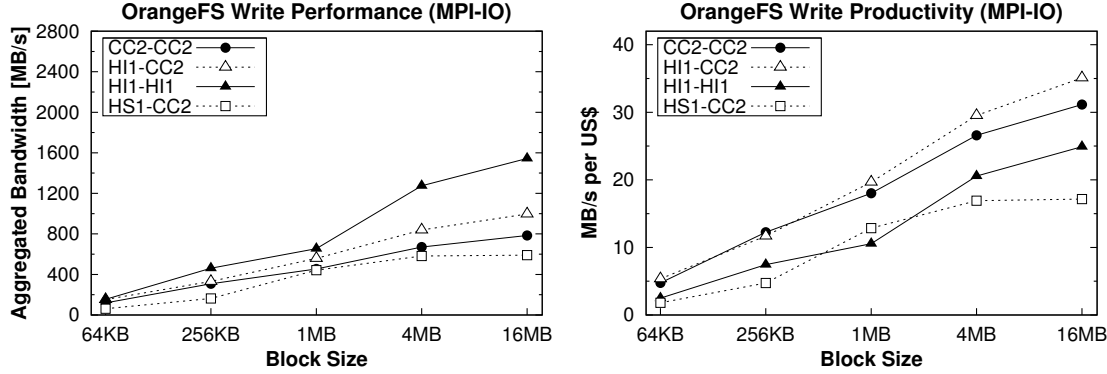 OrangeFS Write Performance (MPI-IO)
Aggregated Bandwidth [MB/s]
2800
2400
2000
1600
1200
800
400
0
CC2-CC2
HI1-CC2
HI1-HI1
HS1-CC2
64KB 256KB 1MB 4MB 16MB
Block Size
OrangeFS Write Productivity (MPI-IO)
MB/s per US$
40
30
20
10
0
CC2-CC2
HI1-CC2
HI1-HI1
HS1-CC2
64KB 256KB 1MB 4MB 16MB
Block Size